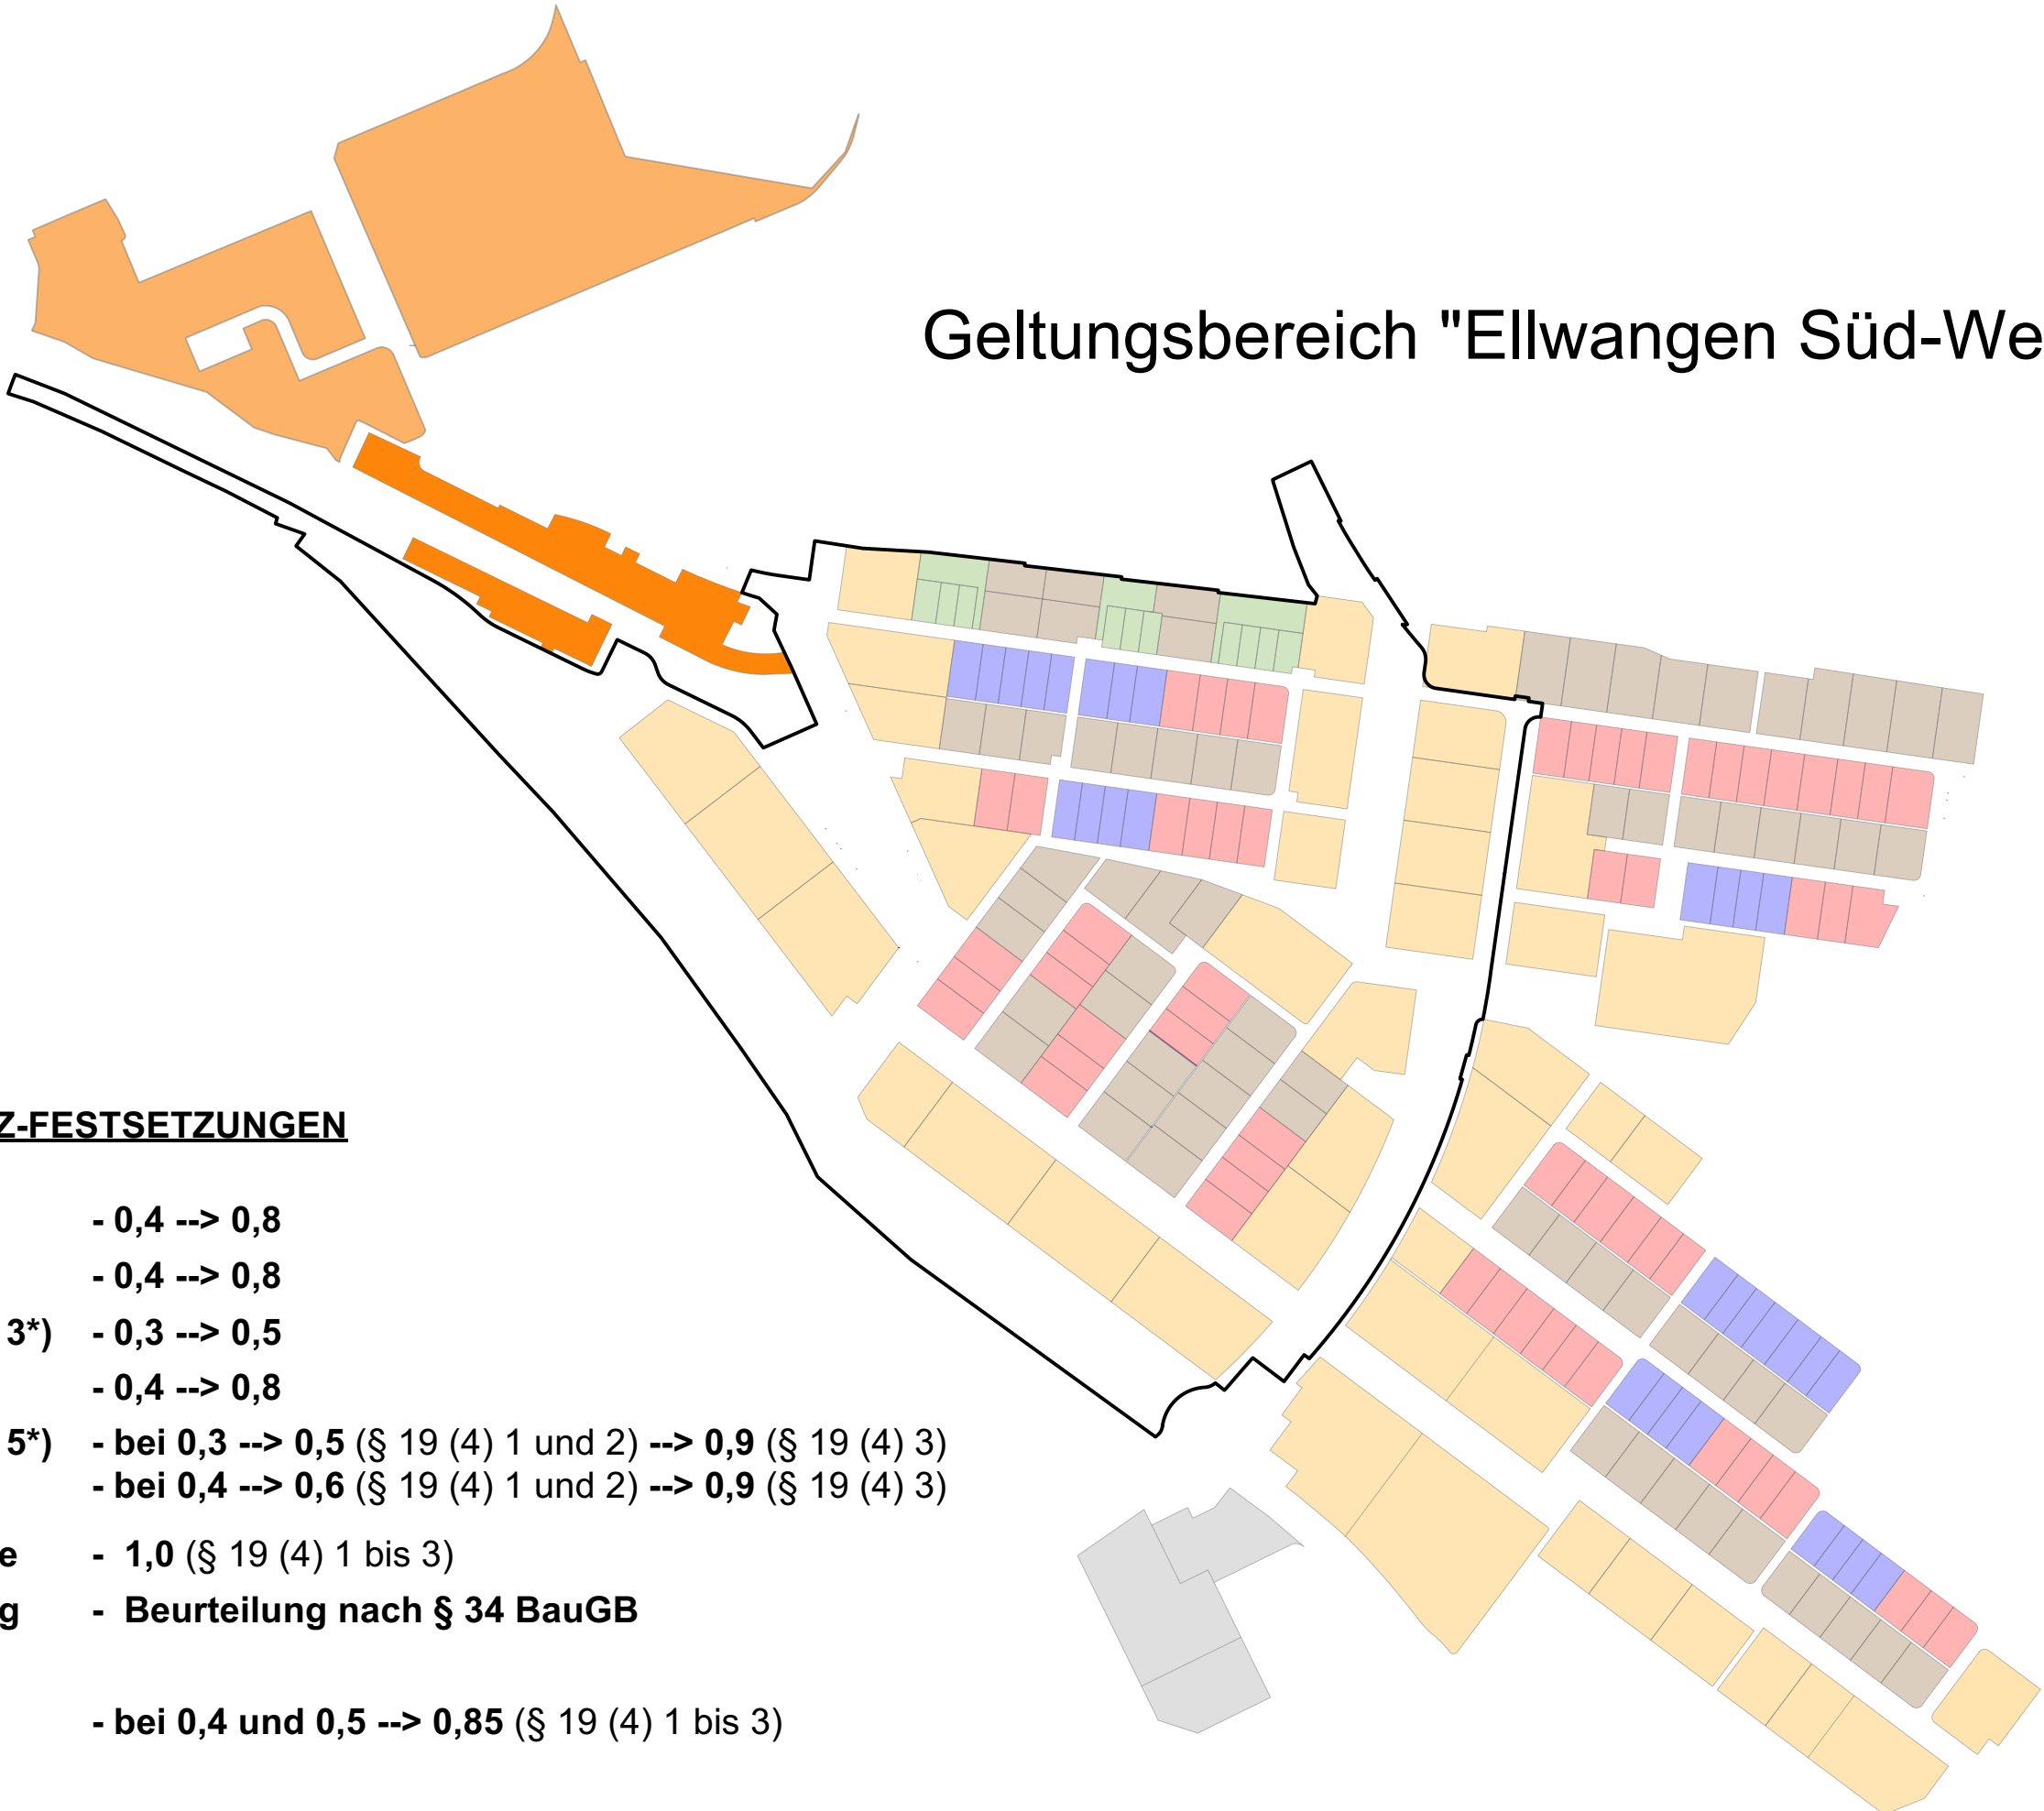 Geltungsbereich "Ellwangen Süd-We
Z-FESTSETZUNGEN
- 0,4 --> 0,8
- 0,4 --> 0,8
3*) - 0,3 --> 0,5
- 0,4 --> 0,8
5*) - bei 0,3 --> 0,5 (§ 19 (4) 1 und 2) --> 0,9 (§ 19 (4) 3)
- bei 0,4 --> 0,6 (§ 19 (4) 1 und 2) --> 0,9 (§ 19 (4) 3)
e - 1,0 (§ 19 (4) 1 bis 3)
g - Beurteilung nach § 34 BauGB
- bei 0,4 und 0,5 --> 0,85 (§ 19 (4) 1 bis 3)